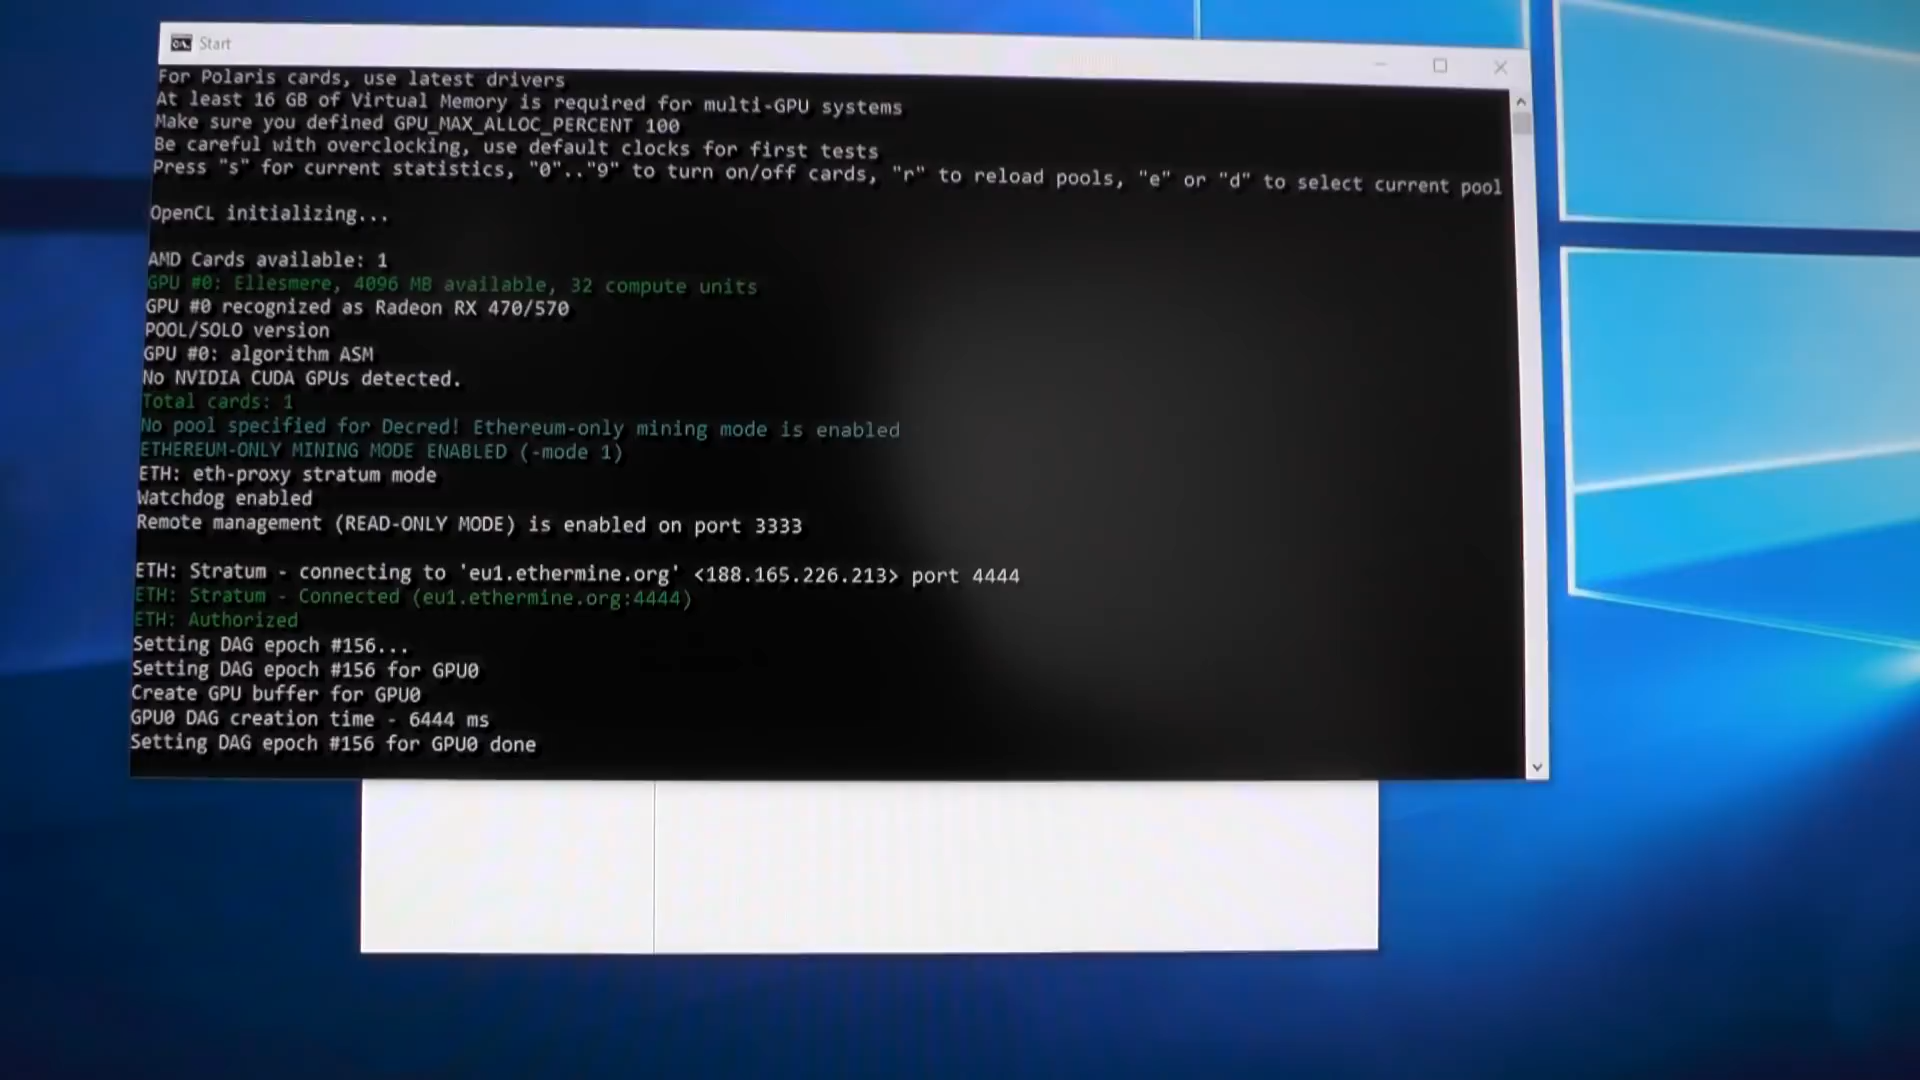 Start
For Polaris cards, use latest drivers
At least 16 GB of Virtual Memory is required for multi-GPU systems
Make sure you defined GPU_MAX_ALLOC_PERCENT 100
Be careful with overclocking, use default clocks for first tests
Press "s" for current statistics, "0".."9" to turn on/off cards, "r" to reload pools, "e" or "d" to select current pool
OpenCL initializing...
AMD Cards available: 1
GPU #0: Ellesmere, 4096 MB available, 32 compute units
GPU #0 recognized as Radeon RX 470/570
POOL/SOLO version
GPU #0: algorithm ASM
No NVIDIA CUDA GPUs detected.
Total cards: 1
No pool specified for Decred! Ethereum-only mining mode is enabled
ETHEREUM-ONLY MINING MODE ENABLED (-mode 1)
ETH: eth-proxy stratum mode
Watchdog enabled
Remote management (READ-ONLY MODE) is enabled on port 3333
ETH: Stratum - connecting to 'eu1.ethermine.org' <188.165.226.213> port 4444
ETH: Stratum - Connected (eu1.ethermine.org:4444)
ETH: Authorized
Setting DAG epoch #156...
Setting DAG epoch #156 for GPU0
Create GPU buffer for GPU0
GPU0 DAG creation time - 6444 ms
Setting DAG epoch #156 for GPU0 done